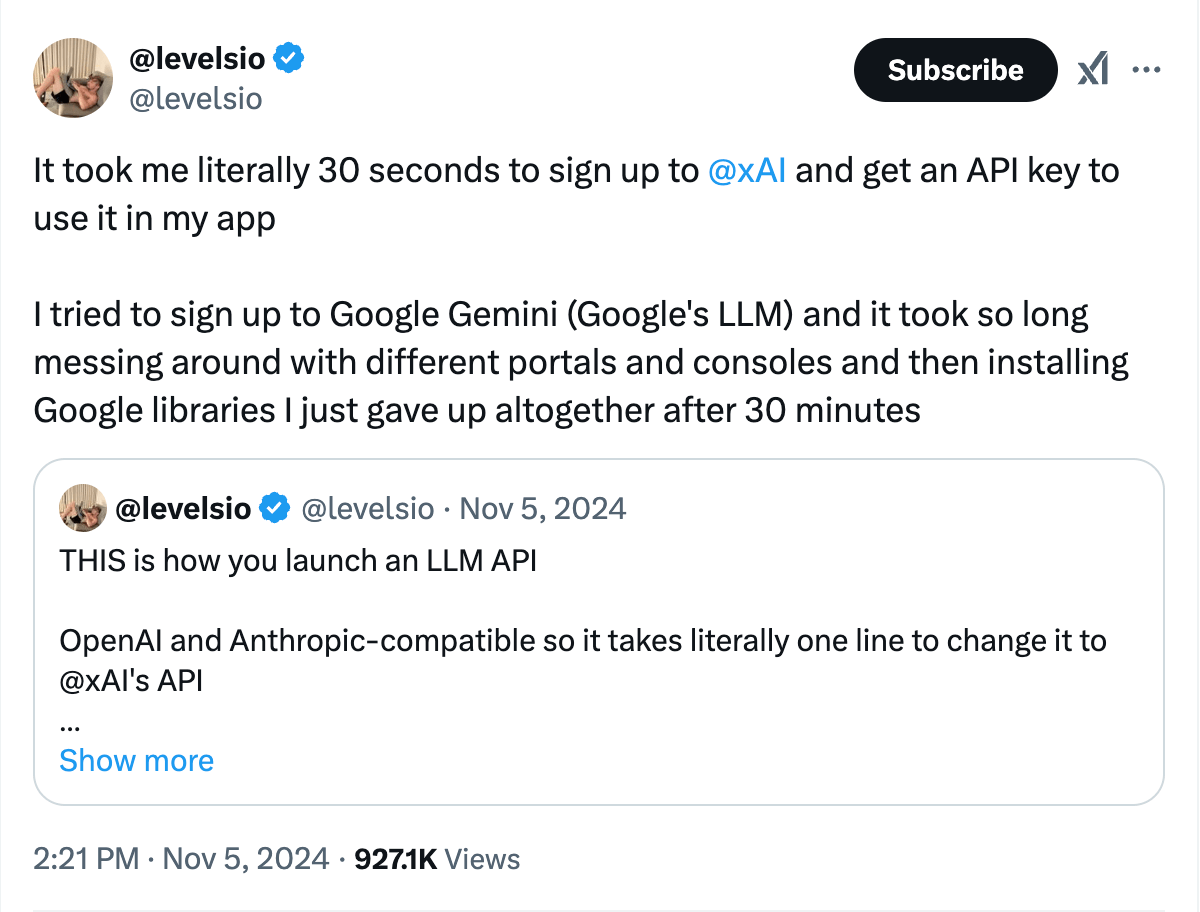 @levelsio
Subscribe
@levelsio
It took me literally 30 seconds to sign up to @xAI and get an API key to
use it in my app
I tried to sign up to Google Gemini (Google's LLM) and it took so long
messing around with different portals and consoles and then installing
Google libraries I just gave up altogether after 30 minutes
@levelsio @levelsio · Nov 5, 2024
THIS is how you launch an LLM API
OpenAI and Anthropic-compatible so it takes literally one line to change it to
@xAI's API
...
Show more
2:21 PM · Nov 5, 2024 · 927.1K Views